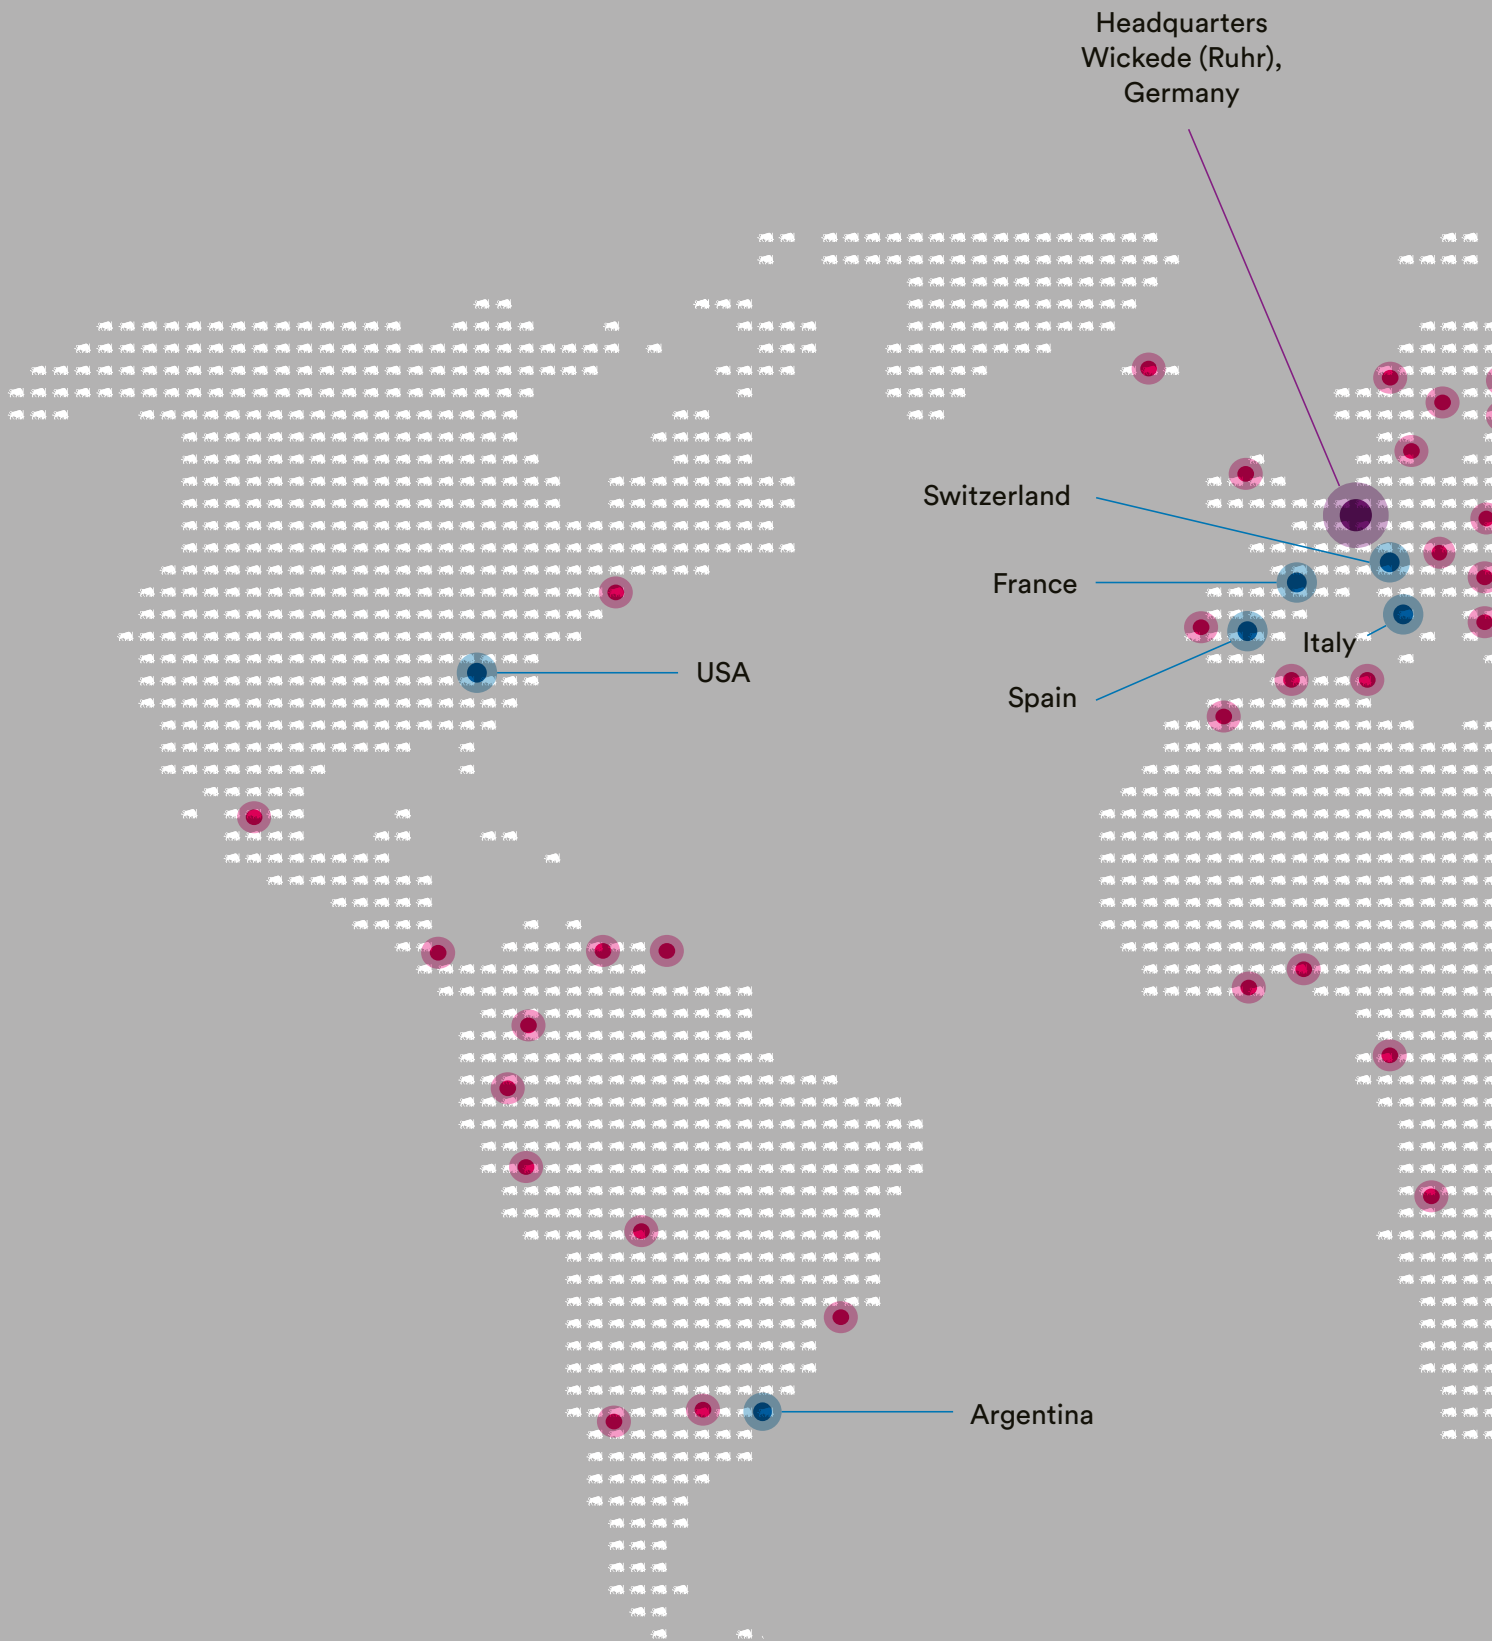 Headquarters
Wickede (Ruhr),
Germany
Switzerland
France
Italy
USA
Spain
Argentina